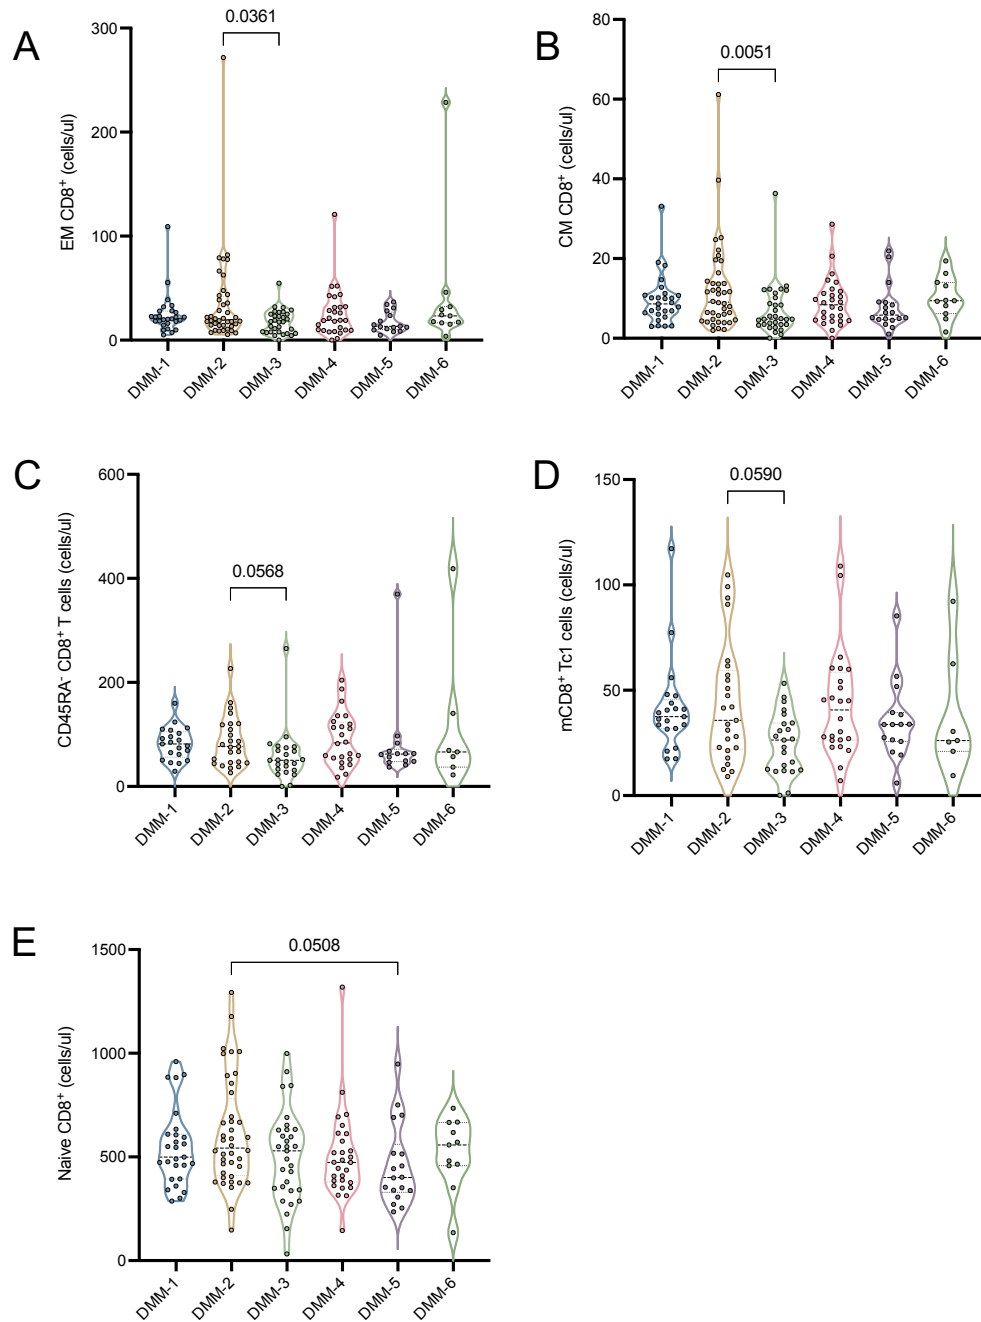 A
EM CD8+ (cells/ul)
300
200
100
0
0.0361
DMM-1
DMM-2
DMM-3
DMM-4
DMM-5
DMM-6
B
CM CD8+ (cells/ul)
80
60
40
20
0
0.0051
DMM-1
DMM-2
DMM-3
DMM-4
DMM-5
DMM-6
C
CD45RA- CD8+ T cells (cells/ul)
600
400
200
0
0.0568
DMM-1
DMM-2
DMM-3
DMM-4
DMM-5
DMM-6
D
mCD8+ Tc1 cells (cells/ul)
150
100
50
0
0.0590
DMM-1
DMM-2
DMM-3
DMM-4
DMM-5
DMM-6
E
Naive CD8+ (cells/ul)
1500
1000
500
0
0.0508
DMM-1
DMM-2
DMM-3
DMM-4
DMM-5
DMM-6